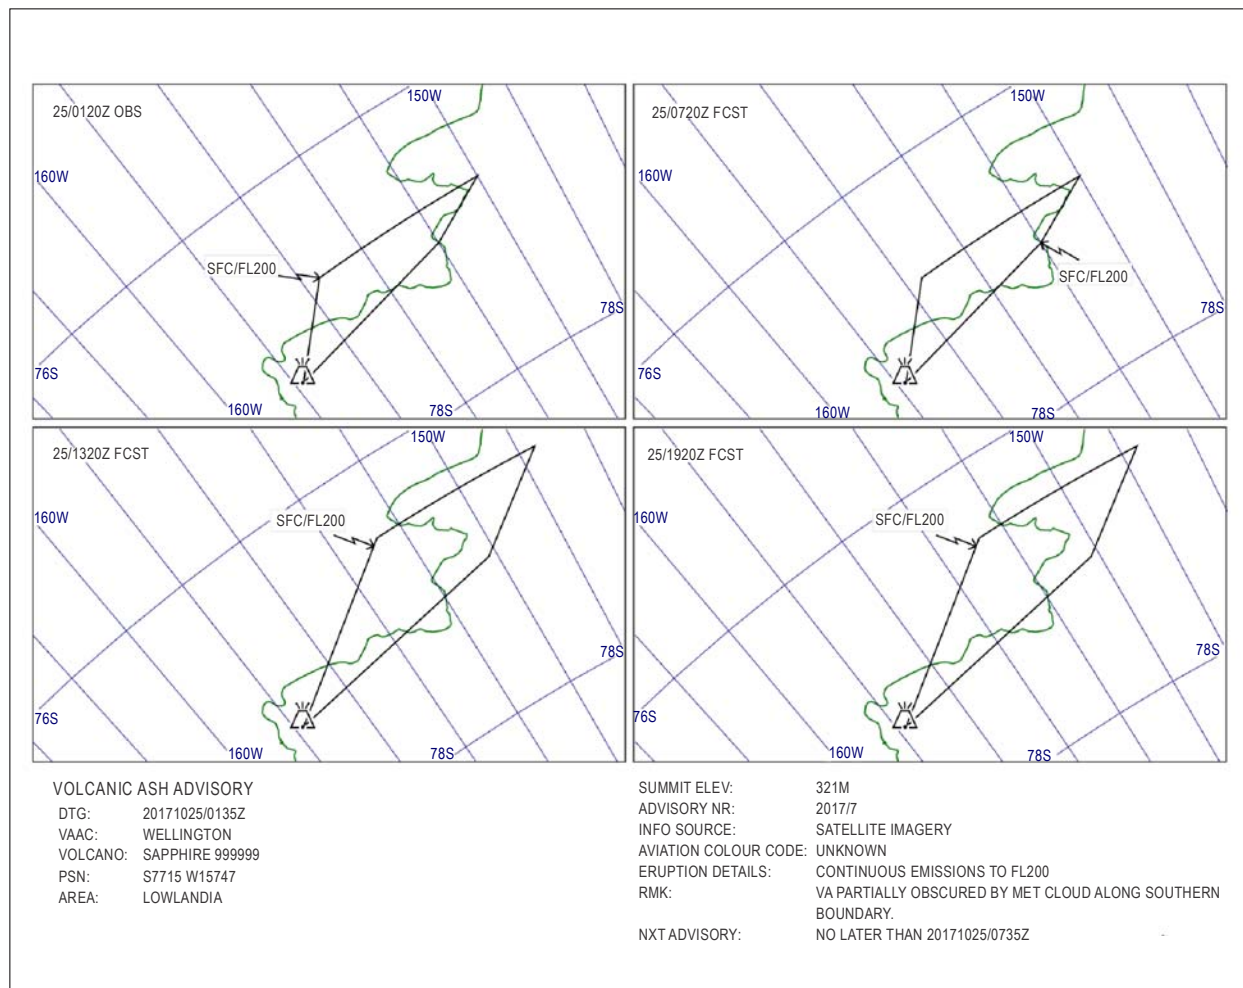 25/0120Z OBS
150W
160W
SFC/FL200
78S
76S
160W
78S
25/0720Z FCST
150W
160W
SFC/FL200
78S
76S
160W
78S
25/1320Z FCST
150W
160W
SFC/FL200
78S
76S
160W
78S
25/1920Z FCST
150W
160W
SFC/FL200
78S
76S
160W
78S
VOLCANIC ASH ADVISORY
DTG: 20171025/0135Z
VAAC: WELLINGTON
VOLCANO: SAPPHIRE 999999
PSN: S7715 W15747
AREA: LOWLANDIA
SUMMIT ELEV: 321M
ADVISORY NR: 2017/7
INFO SOURCE: SATELLITE IMAGERY
AVIATION COLOUR CODE: UNKNOWN
ERUPTION DETAILS: CONTINUOUS EMISSIONS TO FL200
RMK: VA PARTIALLY OBSCURED BY MET CLOUD ALONG SOUTHERN
BOUNDARY.
NXT ADVISORY: NO LATER THAN 20171025/0735Z